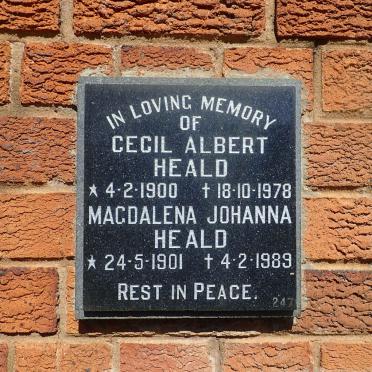 IN LOVING MEMORY
OF
CECIL ALBERT
HEALD
★ 4-2-1900 ✝ 18-10-1978
MAGDALENA JOHANNA
HEALD
★ 24-5-1901 ✝ 4-2-1989
REST IN PEACE.
247